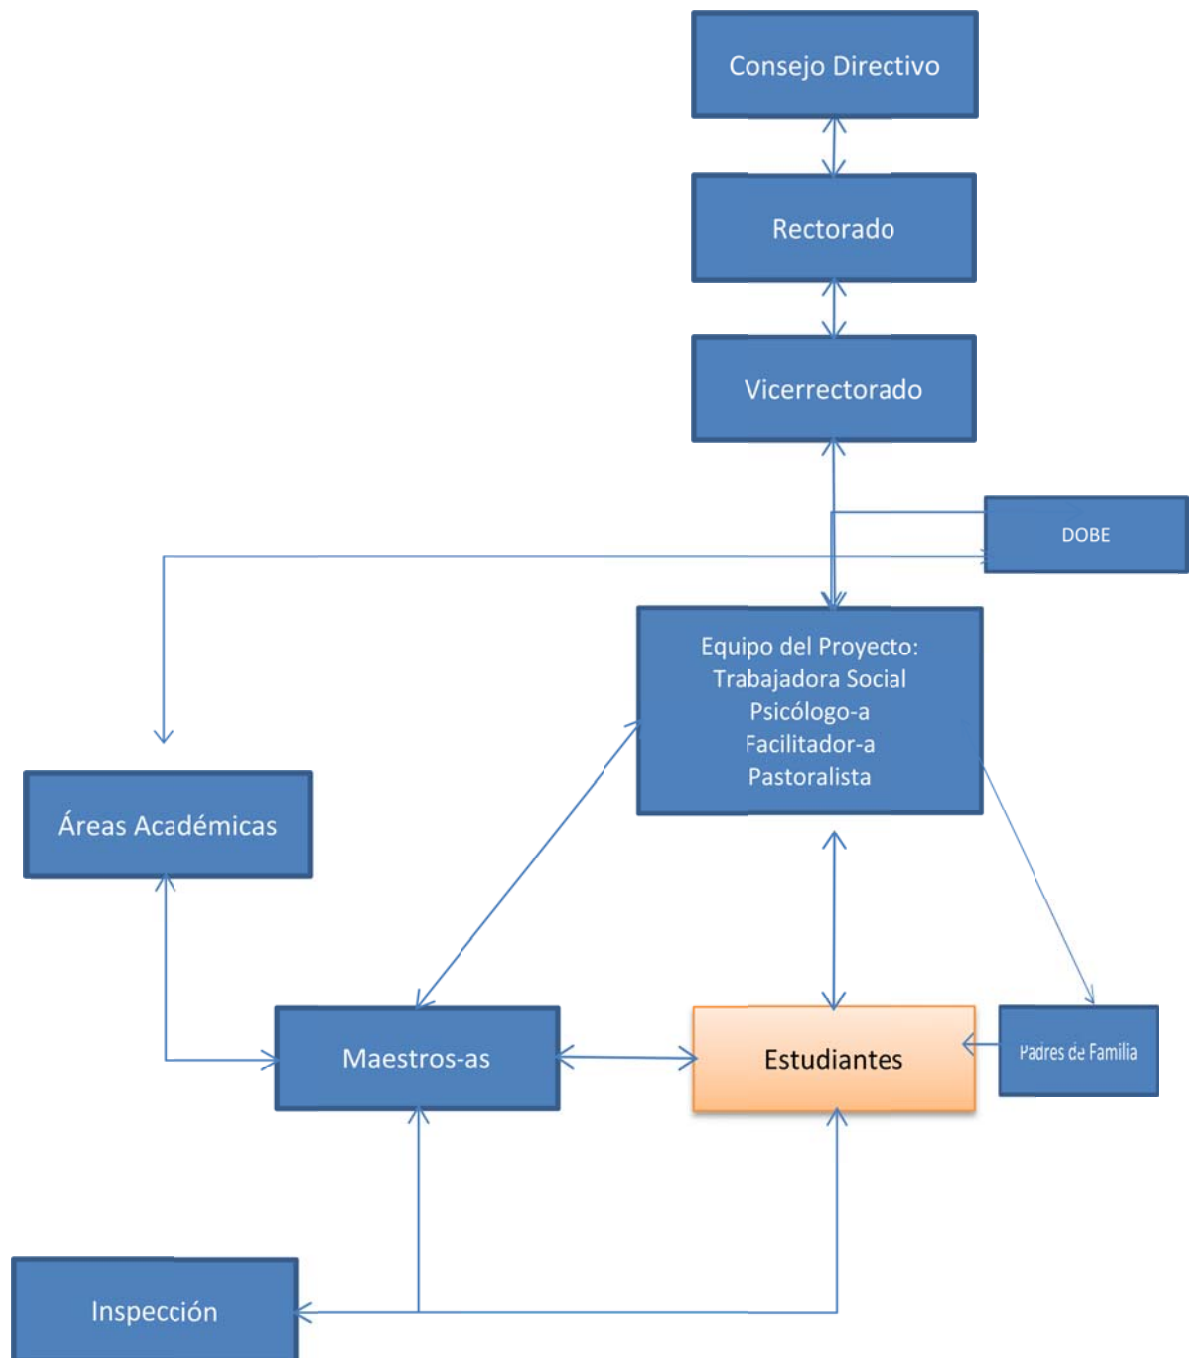 Consejo Directivo
Rectorado
Vicerrectorado
DOBE
Equipo del Proyecto:
Trabajadora Social
Psicólogo-a
Facilitador-a
Pastoralista
Áreas Académicas
Maestros-as
Estudiantes
Padres de Familia
Inspección